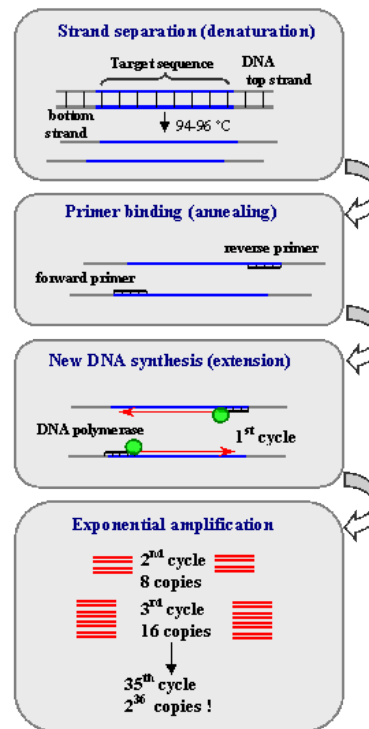 Strand separation (denaturation)
Target sequence
DNA
top strand
bottom
strand
94-96 °C
Primer binding (annealing)
reverse primer
forward primer
New DNA synthesis (extension)
DNA polymerase
1st cycle
Exponential amplification
2nd cycle
8 copies
3rd cycle
16 copies
35th cycle
2^36 copies !